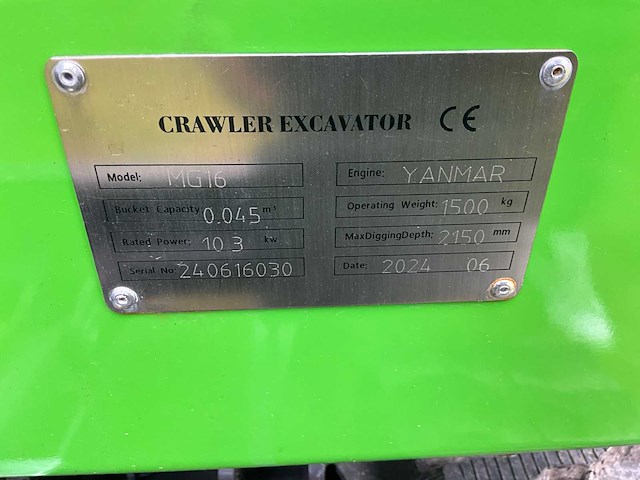 CRAWLER EXCAVATOR CE
Model: MG16
Engine: YANMAR
Bucket Capacity 0.045 m³
Operating Weight: 1500 kg
Rated Power: 10.3 kw
MaxDiggingDepth: 2150 mm
Serial No: 240616030
Date: 2024 06